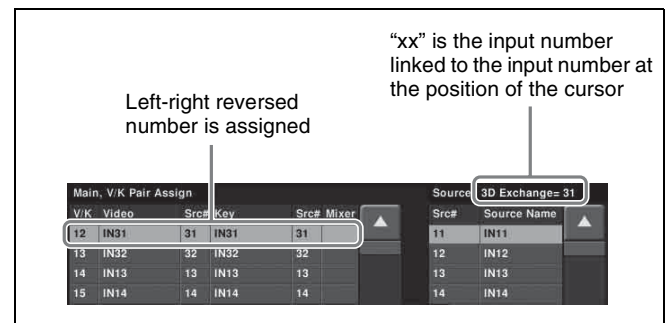 “xx” is the input number
linked to the input number at
the position of the cursor
Left-right reversed
number is assigned
Main, V/K Pair Assign
V/K Video Src# Key Src# Mixer
12 IN31 31 IN31 31
13 IN32 32 IN32 32
14 IN13 13 IN13 13
15 IN14 14 IN14 14
Source 3D Exchange= 31
Src# Source Name
11 IN11
12 IN12
13 IN13
14 IN14